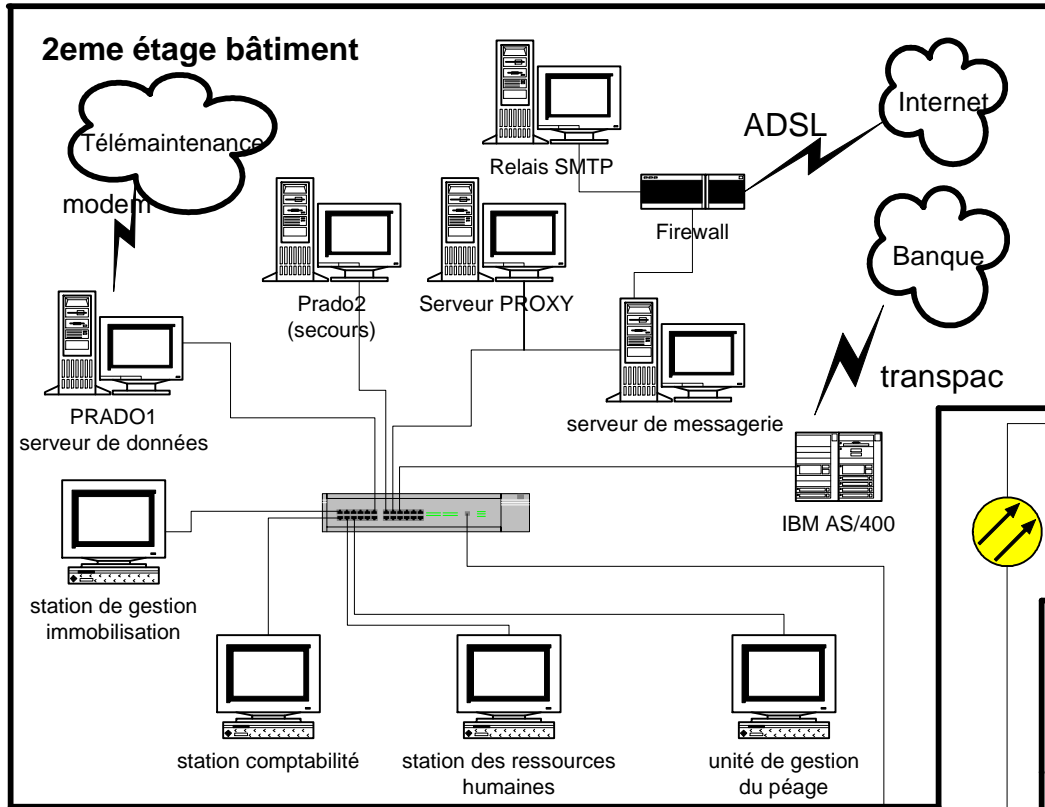 2eme étage bâtiment
Télémaintenance
modem
Relais SMTP
ADSL
Internet
Firewall
Banque
transpac
Prado2
(secours)
Serveur PROXY
PRADO1
serveur de données
serveur de messagerie
IBM AS/400
station de gestion
immobilisation
station comptabilité
station des ressources
humaines
unité de gestion
du péage